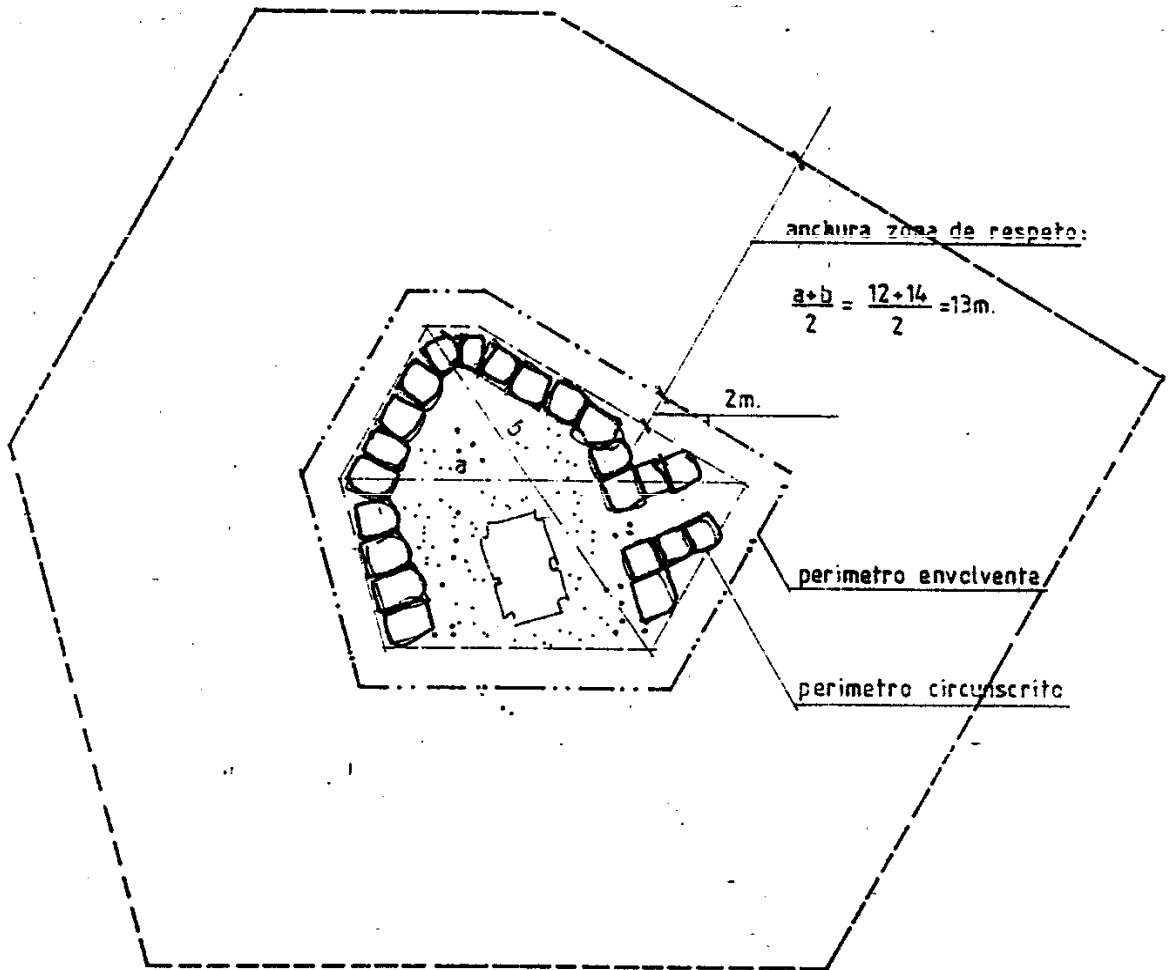 anchura zona de respeto:
a+b/2 = 12+14/2 =13m.
2m.
b
a
perimetro envolvente
perimetro circunscrito